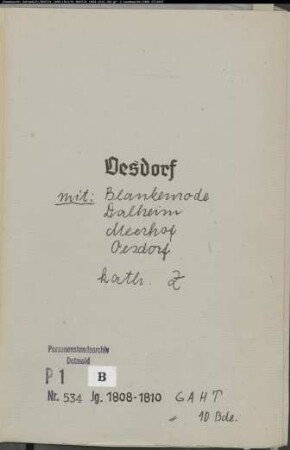 Oesdorf
mit: Blankenrode
Dalheim
Meerhof
Oesdorf
kath. Z
Personenstandsarchiv
Detmold
P 1 B
Nr. 534 Jg. 1808-1810 GAHT
10 Bde.